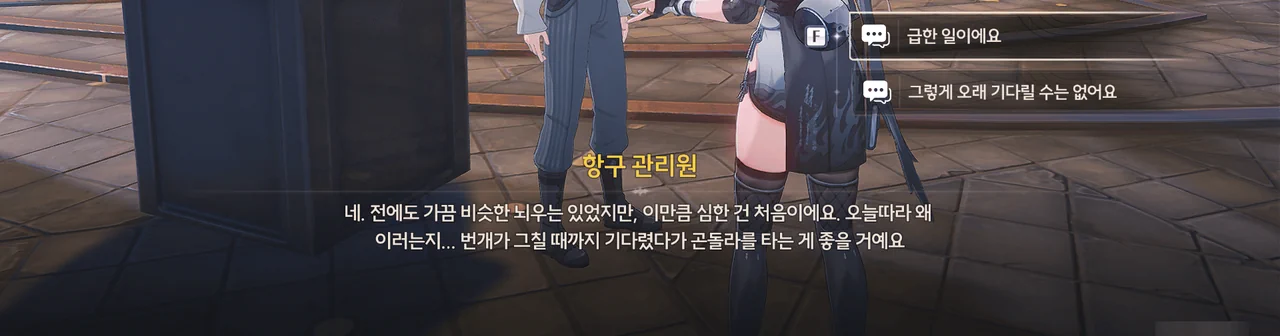 F
급한 일이에요
그렇게 오래 기다릴 수는 없어요
항구 관리원
네. 전에도 가끔 비슷한 뇌우는 있었지만, 이만큼 심한 건 처음이에요. 오늘따라 왜
이러는지... 번개가 그칠 때까지 기다렸다가 곤돌라를 타는 게 좋을 거예요